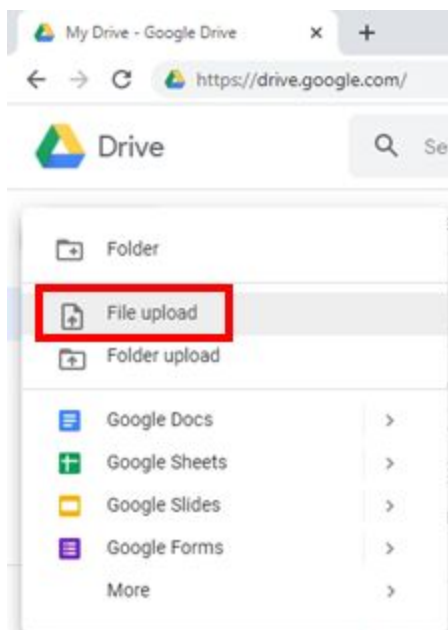 My Drive - Google Drive
https://drive.google.com/
Drive
Se
Folder
File upload
Folder upload
Google Docs
Google Sheets
Google Slides
Google Forms
More